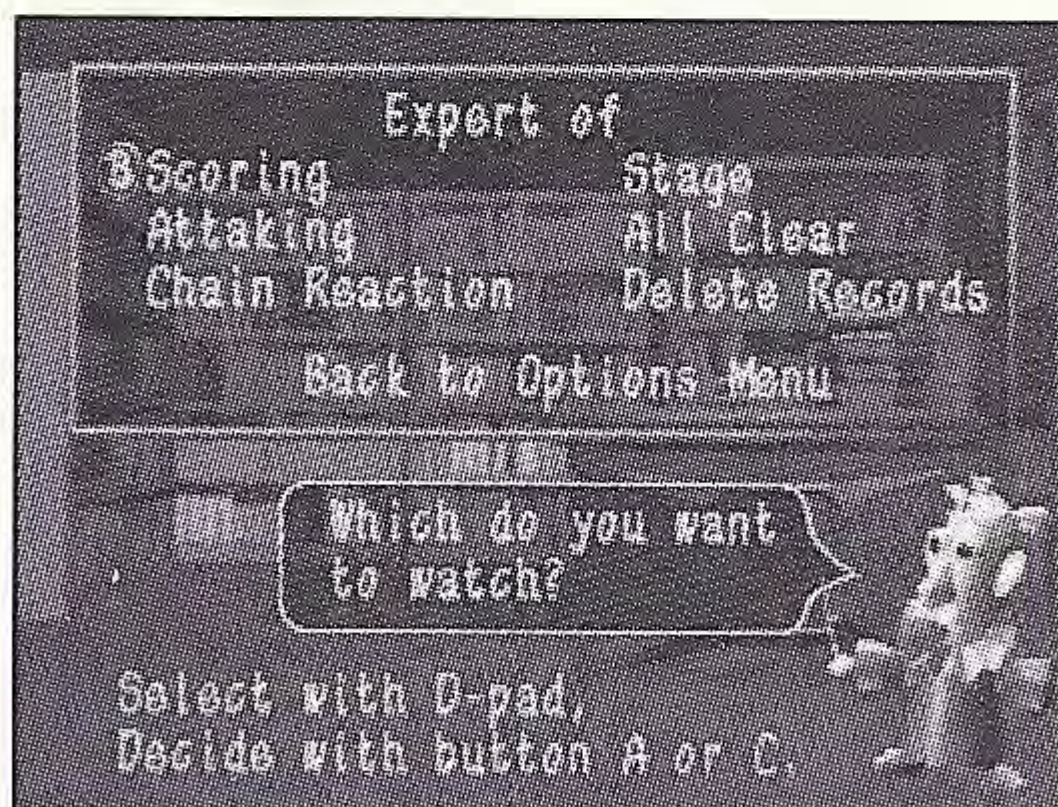 Expert of
Scoring Stage
Attaking All Clear
Chain Reaction Delete Records
Back to Options Menu
Which do you want
to watch?
Select with D-pad,
Decide with button A or C.